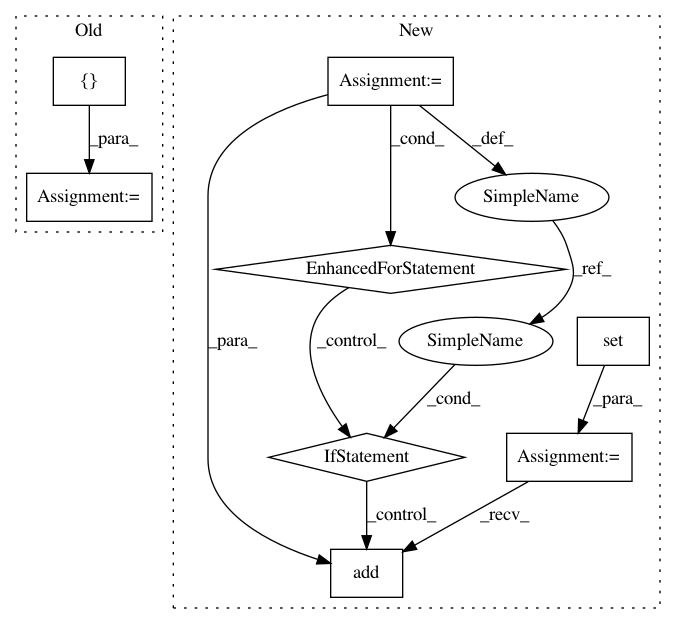 Old
New
{}
Assignment:=
_para_
_cond_
_def_
Assignment:=
SimpleName
EnhancedForStatement
_ref_
_para_
_control_
SimpleName
set
_cond_
_para_
IfStatement
Assignment:=
_control_
_recv_
add